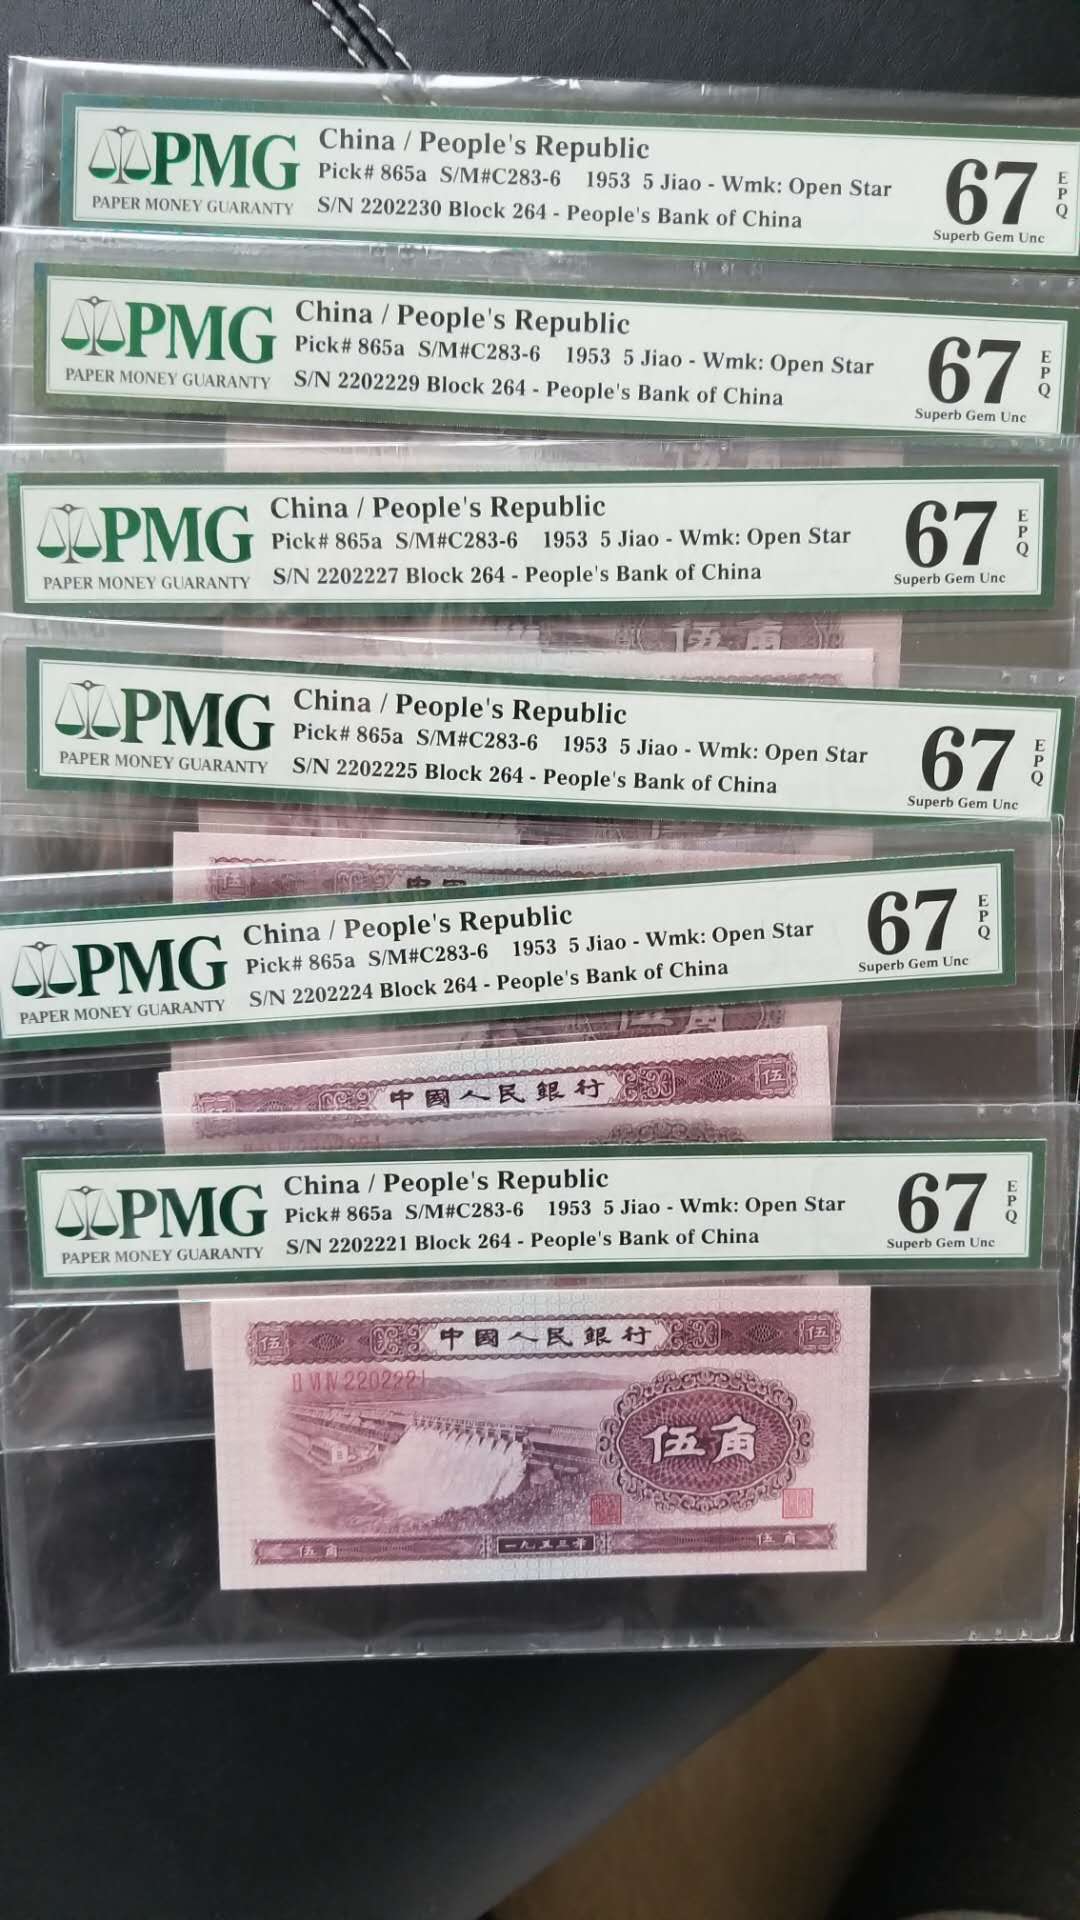 PMG
PAPER MONEY GUARANTY
China / People's Republic
Pick# 865a S/M#C283-6 1953 5 Jiao - Wmk: Open Star
S/N 2202230 Block 264 - People's Bank of China
67
EPQ
Superb Gem Unc
PMG
PAPER MONEY GUARANTY
China / People's Republic
Pick# 865a S/M#C283-6 1953 5 Jiao - Wmk: Open Star
S/N 2202229 Block 264 - People's Bank of China
67
EPQ
Superb Gem Unc
PMG
PAPER MONEY GUARANTY
China / People's Republic
Pick# 865a S/M#C283-6 1953 5 Jiao - Wmk: Open Star
S/N 2202227 Block 264 - People's Bank of China
67
EPQ
Superb Gem Unc
伍角
PMG
PAPER MONEY GUARANTY
China / People's Republic
Pick# 865a S/M#C283-6 1953 5 Jiao - Wmk: Open Star
S/N 2202225 Block 264 - People's Bank of China
67
EPQ
Superb Gem Unc
伍
PMG
PAPER MONEY GUARANTY
China / People's Republic
Pick# 865a S/M#C283-6 1953 5 Jiao - Wmk: Open Star
S/N 2202224 Block 264 - People's Bank of China
67
EPQ
Superb Gem Unc
中國人民銀行
伍
PMG
PAPER MONEY GUARANTY
China / People's Republic
Pick# 865a S/M#C283-6 1953 5 Jiao - Wmk: Open Star
S/N 2202221 Block 264 - People's Bank of China
67
EPQ
Superb Gem Unc
伍 中國人民銀行 伍
II VI IV 2202221
伍角
伍角 一九五三年 伍角